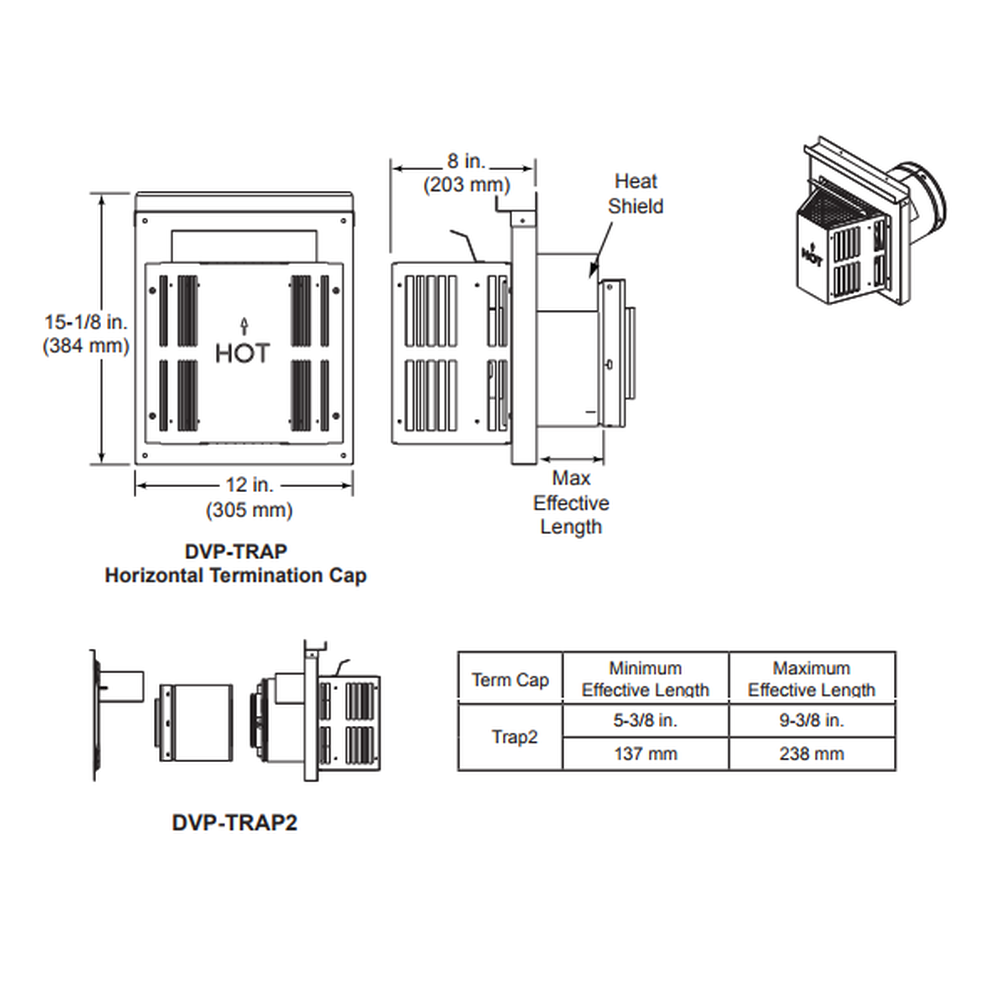 8 in.
(203 mm)
Heat
Shield
HOT
15-1/8 in.
(384 mm)
HOT
Max
Effective
Length
12 in.
(305 mm)
DVP-TRAP
Horizontal Termination Cap
Term Cap
Minimum
Effective Length
Maximum
Effective Length
Trap2
5-3/8 in.
9-3/8 in.
137 mm
238 mm
DVP-TRAP2